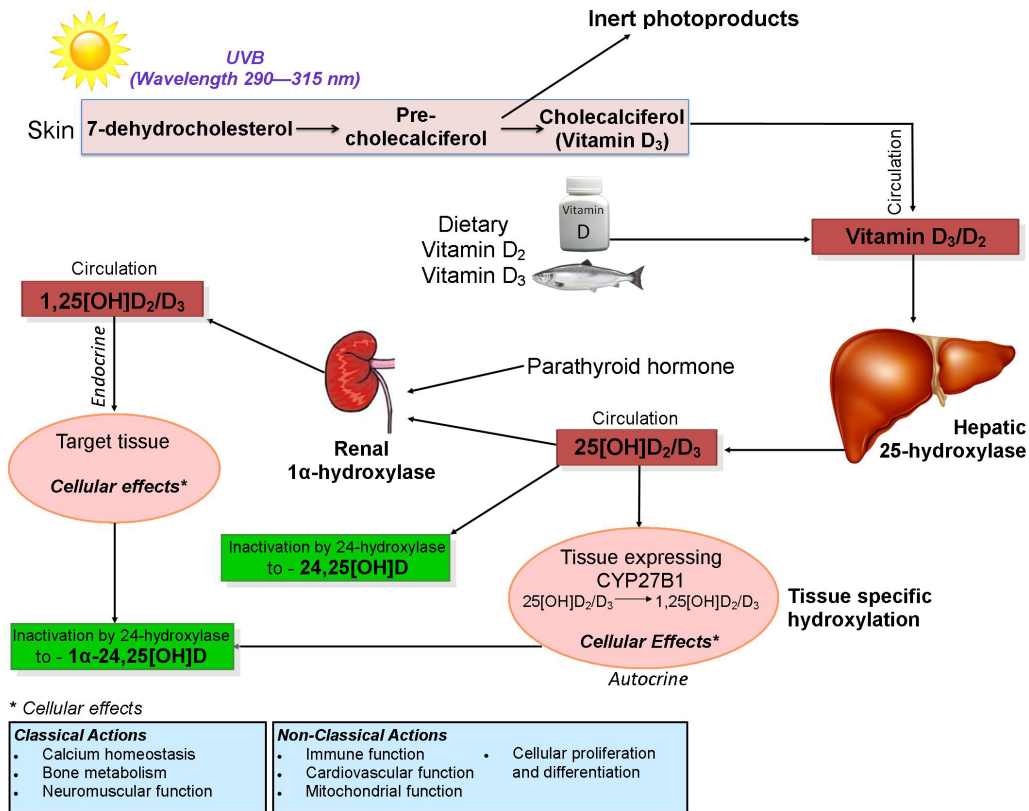 Inert photoproducts
UVB
(Wavelength 290—315 nm)
Skin
7-dehydrocholesterol
Pre-
cholecalciferol
Cholecalciferol
(Vitamin D₃)
Circulation
Dietary
Vitamin D₂
Vitamin D₃
Vitamin
D
Vitamin D₃/D₂
Circulation
1,25[OH]D₂/D₃
Endocrine
Parathyroid hormone
Renal
1α-hydroxylase
Circulation
25[OH]D₂/D₃
Hepatic
25-hydroxylase
Target tissue
Cellular effects*
Inactivation by 24-hydroxylase
to - 24,25[OH]D
Tissue expressing
CYP27B1
25[OH]D₂/D₃ → 1,25[OH]D₂/D₃
Cellular Effects*
Autocrine
Tissue specific
hydroxylation
Inactivation by 24-hydroxylase
to - 1α-24,25[OH]D
* Cellular effects
Classical Actions
• Calcium homeostasis
• Bone metabolism
• Neuromuscular function
Non-Classical Actions
• Immune function
• Cardiovascular function
• Mitochondrial function
• Cellular proliferation
and differentiation